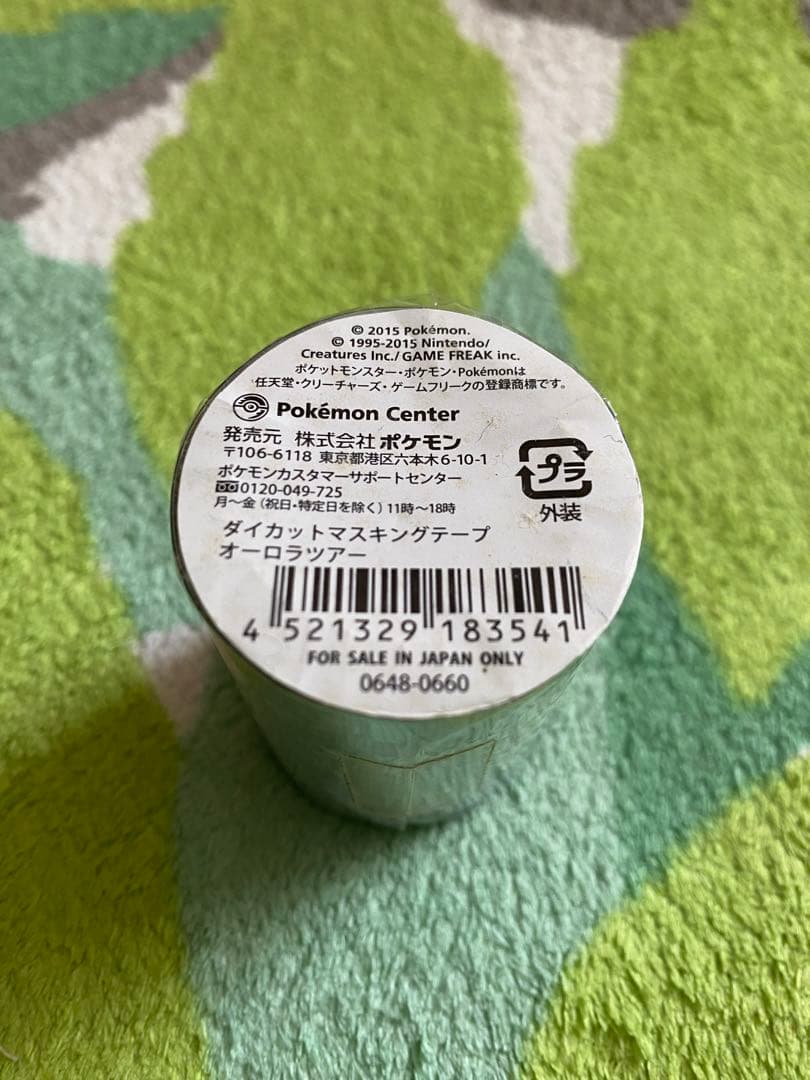 © 2015 Pokémon.
© 1995-2015 Nintendo/
Creatures Inc./GAME FREAK inc.
ポケットモンスター・ポケモン・Pokémonは
任天堂・クリーチャーズ・ゲームフリークの登録商標です。
Pokémon Center
発売元 株式会社ポケモン
〒106-6118 東京都港区六本木6-10-1
ポケモンカスタマーサポートセンター
0120-049-725
月～金（祝日・特定日を除く）11時～18時
プラ
外装
ダイカットマスキングテープ
オーロラツアー
4 521329 183541
FOR SALE IN JAPAN ONLY
0648-0660